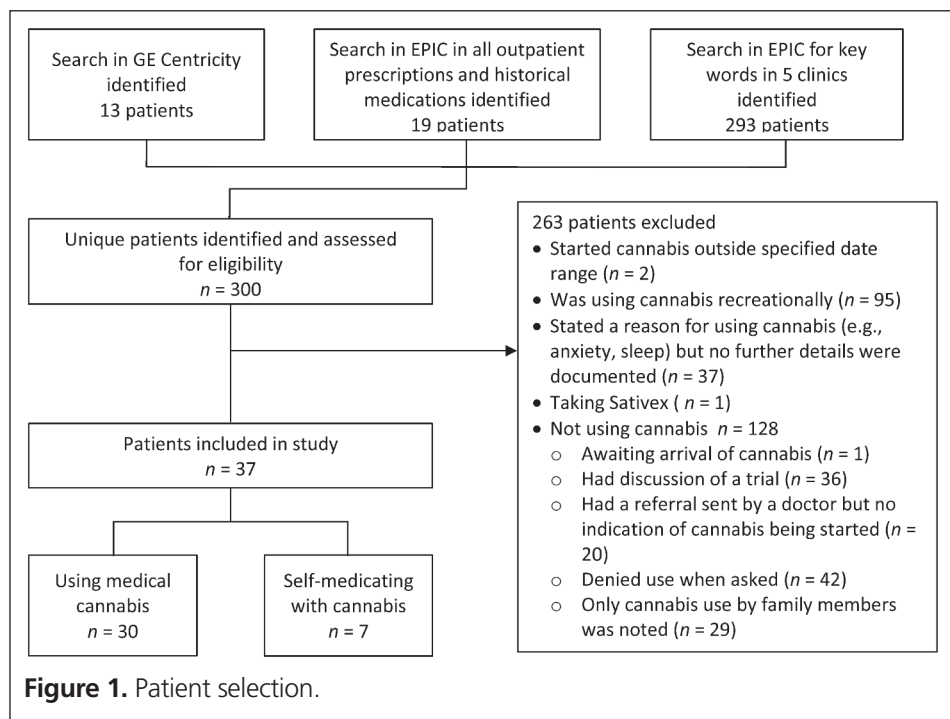 Search in GE Centricity
identified
13 patients
Search in EPIC in all outpatient
prescriptions and historical
medications identified
19 patients
Search in EPIC for key
words in 5 clinics
identified
293 patients
Unique patients identified and assessed
for eligibility
n = 300
263 patients excluded
• Started cannabis outside specified date
range (n = 2)
• Was using cannabis recreationally (n = 95)
• Stated a reason for using cannabis (e.g.,
anxiety, sleep) but no further details were
documented (n = 37)
• Taking Sativex ( n = 1)
• Not using cannabis n = 128
o Awaiting arrival of cannabis (n = 1)
o Had discussion of a trial (n = 36)
o Had a referral sent by a doctor but no
indication of cannabis being started (n =
20)
o Denied use when asked (n = 42)
o Only cannabis use by family members
was noted (n = 29)
Patients included in study
n = 37
Using medical
cannabis
n = 30
Self-medicating
with cannabis
n = 7
Figure 1. Patient selection.